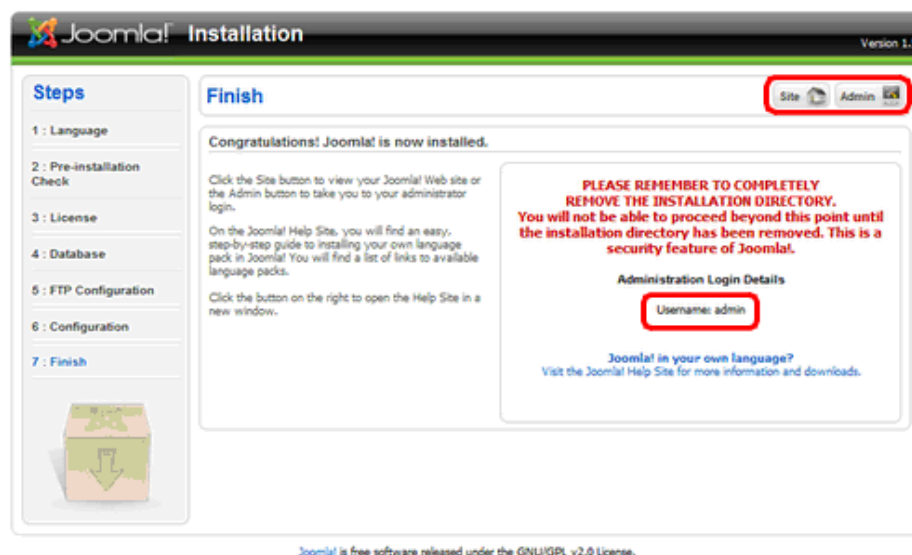 Joomla! Installation
Version 1.
Steps
1 : Language
2 : Pre-installation
Check
3 : License
4 : Database
5 : FTP Configuration
6 : Configuration
7 : Finish
Finish
Site
Admin
Congratulations! Joomla! is now installed.
Click the Site button to view your Joomla! Web site or
the Admin button to take you to your administrator
login.
On the Joomla! Help Site, you will find an easy,
step-by-step guide to installing your own language
pack in Joomla! You will find a list of links to available
language packs.
Click the button on the right to open the Help Site in a
new window.
PLEASE REMEMBER TO COMPLETELY
REMOVE THE INSTALLATION DIRECTORY.
You will not be able to proceed beyond this point until
the installation directory has been removed. This is a
security feature of Joomla!.
Administration Login Details
Username: admin
Joomla! in your own language?
Visit the Joomla! Help Site for more information and downloads.
Joomla! is free software released under the GNU/GPL v2.0 License.